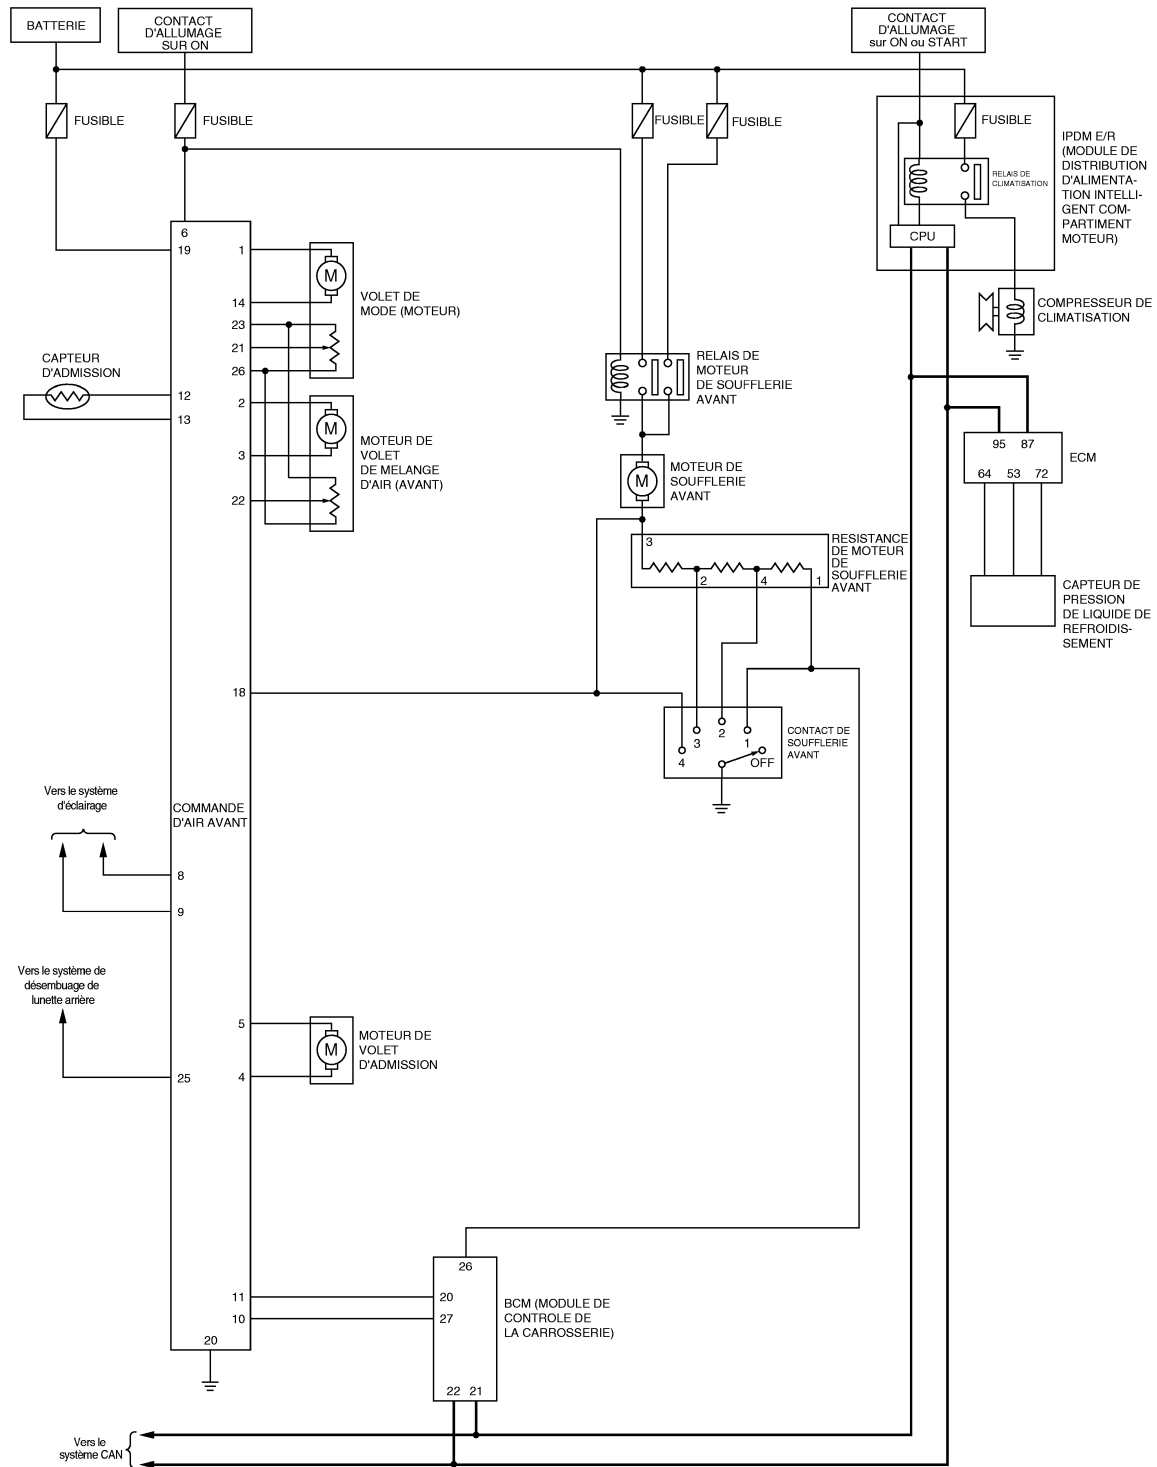 BATTERIE
CONTACT
D'ALLUMAGE
SUR ON
CONTACT
D'ALLUMAGE
sur ON ou START
FUSIBLE
FUSIBLE
FUSIBLE
FUSIBLE
FUSIBLE
IPDM E/R
(MODULE DE
DISTRIBUTION
D'ALIMENTA-
TION INTELLI-
GENT COM-
PARTIMENT
MOTEUR)
RELAIS DE
CLIMATISATION
CPU
COMPRESSEUR DE
CLIMATISATION
6
19
1
M
14
VOLET DE
MODE (MOTEUR)
23
21
26
CAPTEUR
D'ADMISSION
12
13
2
M
3
MOTEUR DE
VOLET
DE MELANGE
D'AIR (AVANT)
22
RELAIS DE
MOTEUR
DE SOUFFLERIE
AVANT
M
MOTEUR DE
SOUFFLERIE
AVANT
95 87
ECM
64 53 72
3
2
4
1
RESISTANCE
DE MOTEUR
DE
SOUFFLERIE
AVANT
CAPTEUR DE
PRESSION
DE LIQUIDE DE
REFROIDIS-
SEMENT
18
4
3
2
1
OFF
CONTACT DE
SOUFFLERIE
AVANT
Vers le système
d'éclairage
COMMANDE
D'AIR AVANT
8
9
Vers le système de
désembuage de
lunette arrière
25
5
M
4
MOTEUR DE
VOLET
D'ADMISSION
26
11
20
10
27
BCM (MODULE DE
CONTROLE DE
LA CARROSSERIE)
20
22 21
Vers le
système CAN